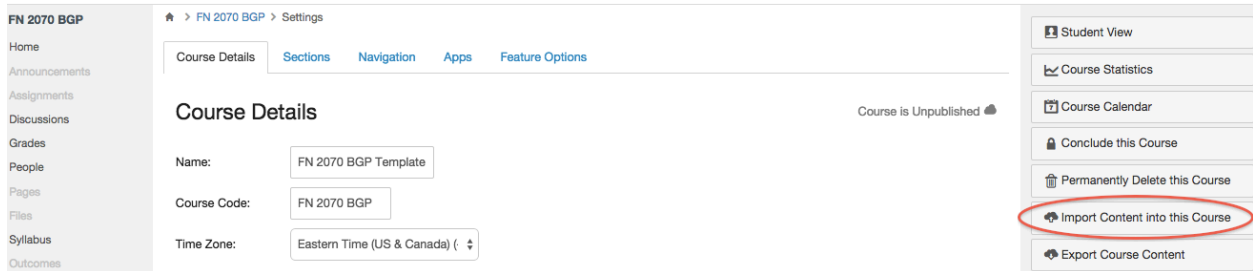 FN 2070 BGP
Home
Announcements
Assignments
Discussions
Grades
People
Pages
Files
Syllabus
Outcomes
> FN 2070 BGP > Settings
Course Details Sections Navigation Apps Feature Options
Course Details
Course is Unpublished
Name: FN 2070 BGP Template
Course Code: FN 2070 BGP
Time Zone: Eastern Time (US & Canada) (-
Student View
Course Statistics
7 Course Calendar
Conclude this Course
Permanently Delete this Course
Import Content into this Course
Export Course Content